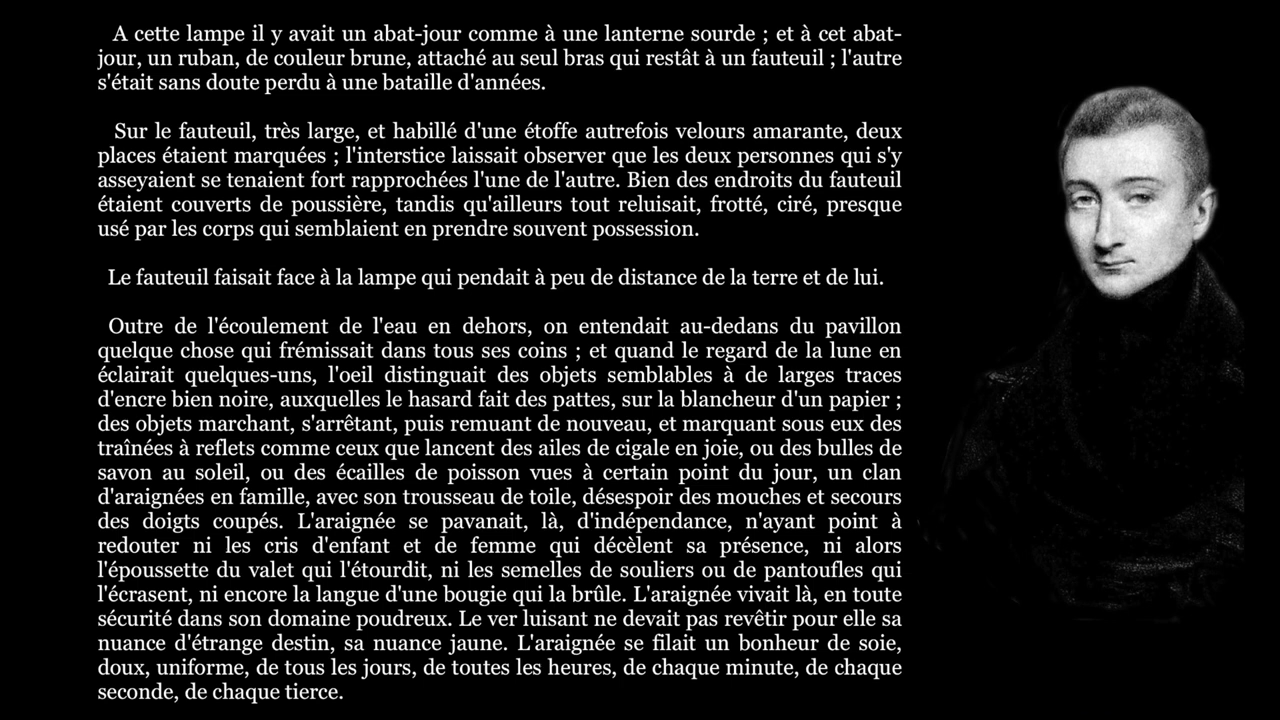 A cette lampe il y avait un abat-jour comme à une lanterne sourde ; et à cet abat-
jour, un ruban, de couleur brune, attaché au seul bras qui restât à un fauteuil ; l'autre
s'était sans doute perdu à une bataille d'années.
Sur le fauteuil, très large, et habillé d'une étoffe autrefois velours amarante, deux
places étaient marquées ; l'interstice laissait observer que les deux personnes qui s'y
asseyaient se tenaient fort rapprochées l'une de l'autre. Bien des endroits du fauteuil
étaient couverts de poussière, tandis qu'ailleurs tout reluisait, frotté, ciré, presque
usé par les corps qui semblaient en prendre souvent possession.
Le fauteuil faisait face à la lampe qui pendait à peu de distance de la terre et de lui.
Outre de l'écoulement de l'eau en dehors, on entendait au-dedans du pavillon
quelque chose qui frémissait dans tous ses coins ; et quand le regard de la lune en
éclairait quelques-uns, l'oeil distinguait des objets semblables à de larges traces
d'encre bien noire, auxquelles le hasard fait des pattes, sur la blancheur d'un papier ;
des objets marchant, s'arrêtant, puis remuant de nouveau, et marquant sous eux des
traînées à reflets comme ceux que lancent des ailes de cigale en joie, ou des bulles de
savon au soleil, ou des écailles de poisson vues à certain point du jour, un clan
d'araignées en famille, avec son trousseau de toile, désespoir des mouches et secours
des doigts coupés. L'araignée se pavanait, là, d'indépendance, n'ayant point à
redouter ni les cris d'enfant et de femme qui décèlent sa présence, ni alors
l'époussette du valet qui l'étourdit, ni les semelles de souliers ou de pantoufles qui
l'écrasent, ni encore la langue d'une bougie qui la brûle. L'araignée vivait là, en toute
sécurité dans son domaine poudreux. Le ver luisant ne devait pas revêtir pour elle sa
nuance d'étrange destin, sa nuance jaune. L'araignée se filait un bonheur de soie,
doux, uniforme, de tous les jours, de toutes les heures, de chaque minute, de chaque
seconde, de chaque tierce.